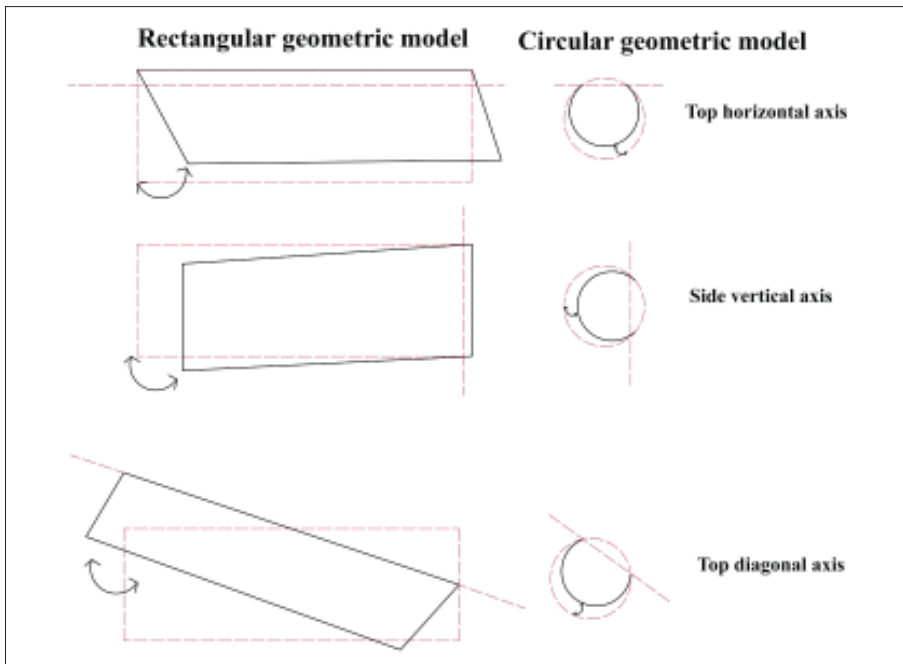 Rectangular geometric model
Circular geometric model
Top horizontal axis
Side vertical axis
Top diagonal axis